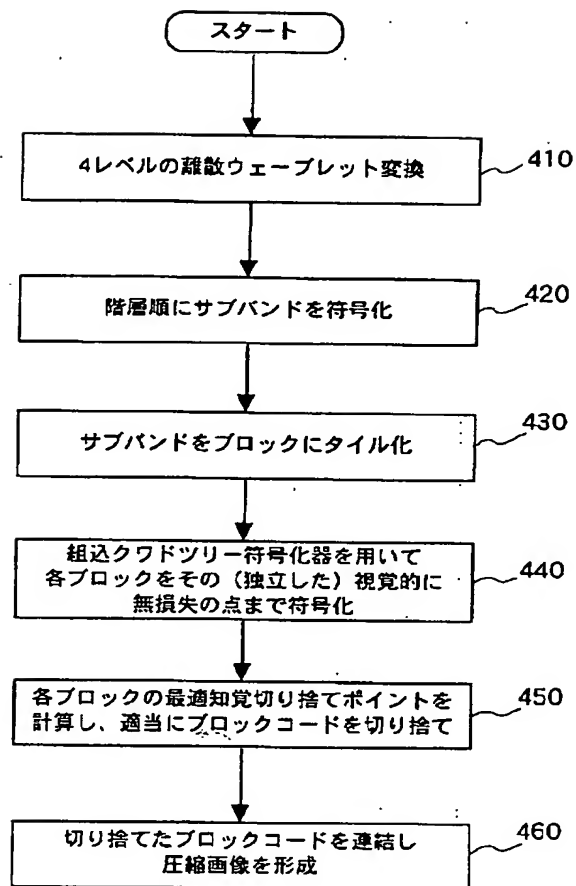 スタート
4レベルの離散ウェーブレット変換
410
階層順にサブバンドを符号化
420
サブバンドをブロックにタイル化
430
組込クワドツリー符号化器を用いて
各ブロックをその（独立した）視覚的に
無損失の点まで符号化
440
各ブロックの最適知覚切り捨てポイントを
計算し、適当にブロックコードを切り捨て
450
切り捨てたブロックコードを連結し
圧縮画像を形成
460